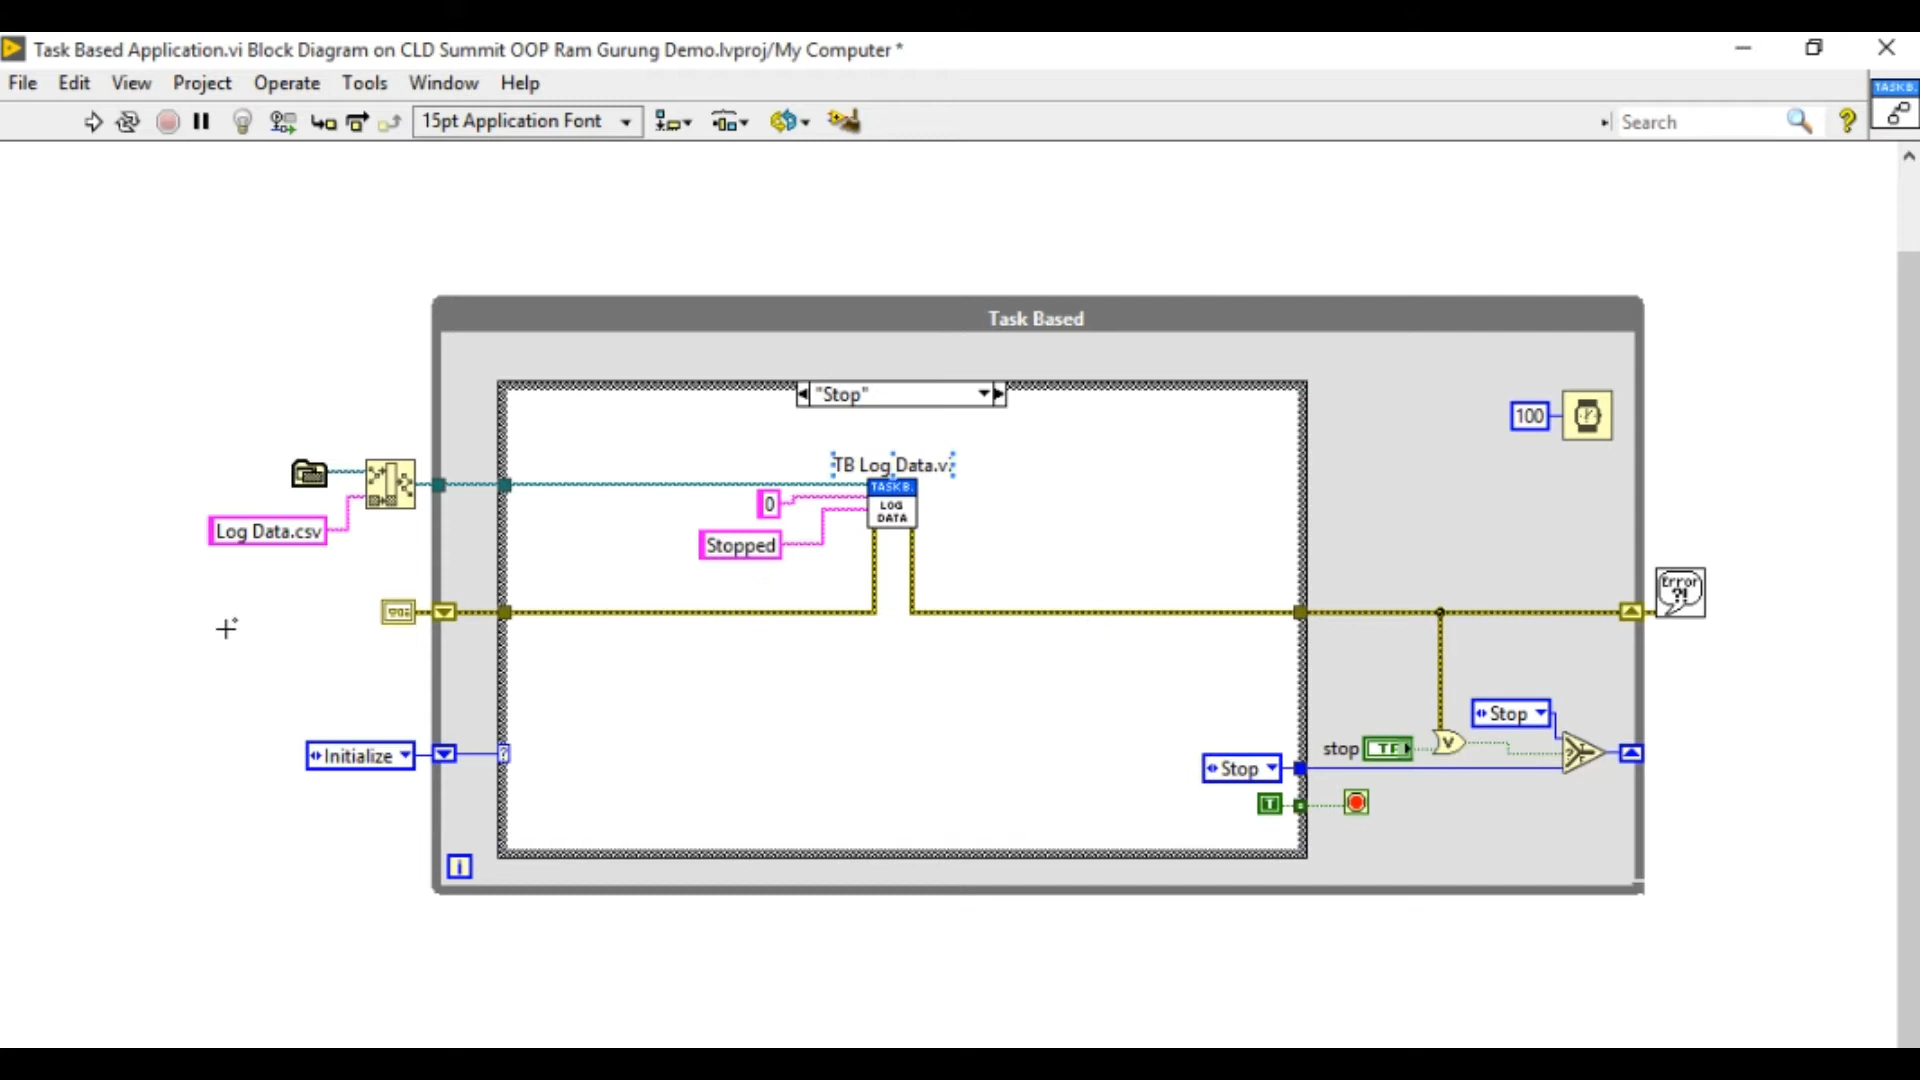 Task Based Application.vi Block Diagram on CLD Summit OOP Ram Gurung Demo.lvproj/My Computer *
File Edit View Project Operate Tools Window Help
TASK B.
15pt Application Font
Search
?
Task Based
"Stop"
100
TB Log Data.vi
TASK B.
LOG
DATA
0
Log Data.csv
Stopped
Error
?!
Stop
stop
TF
V
Initialize
?
Stop
T
i